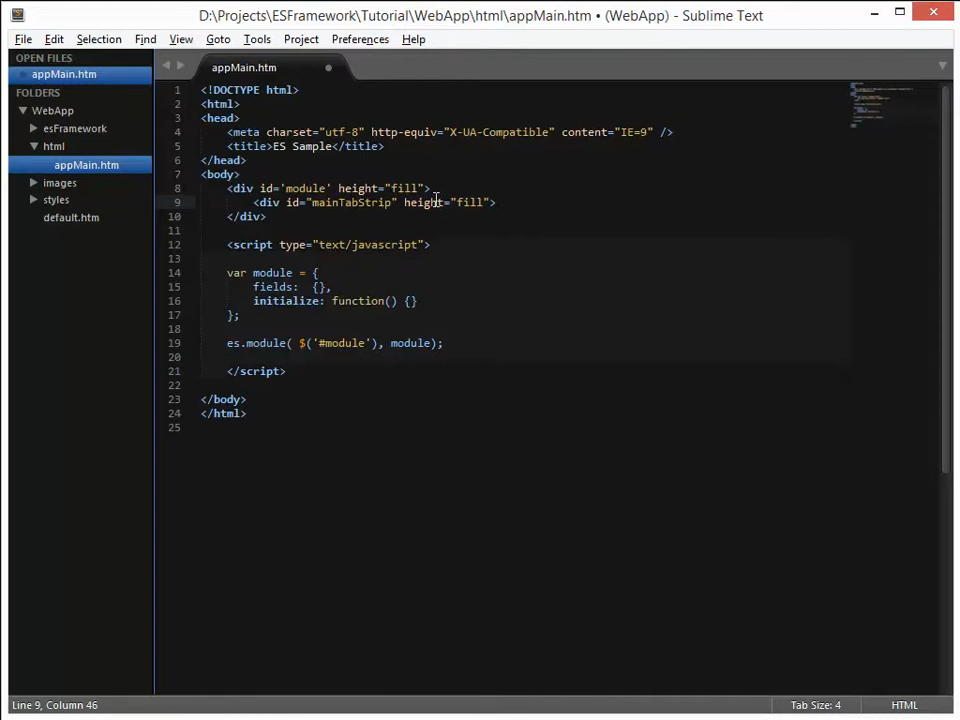 D:\Projects\ESFramework\Tutorial\WebApp\html\appMain.htm • (WebApp) - Sublime Text
File Edit Selection Find View Goto Tools Project Preferences Help
OPEN FILES
appMain.htm
FOLDERS
WebApp
esFramework
html
appMain.htm
images
styles
default.htm
appMain.htm
1 <!DOCTYPE html>
2 <html>
3 <head>
4 <meta charset="utf-8" http-equiv="X-UA-Compatible" content="IE=9" />
5 <title>ES Sample</title>
6 </head>
7 <body>
8 <div id='module' height="fill">
9 <div id="mainTabStrip" height="fill">
10 </div>
11
12 <script type="text/javascript">
13
14 var module = {
15 fields: {},
16 initialize: function() {}
17 };
18
19 es.module( $('#module'), module);
20
21 </script>
22
23 </body>
24 </html>
25
Line 9, Column 46 Tab Size: 4 HTML